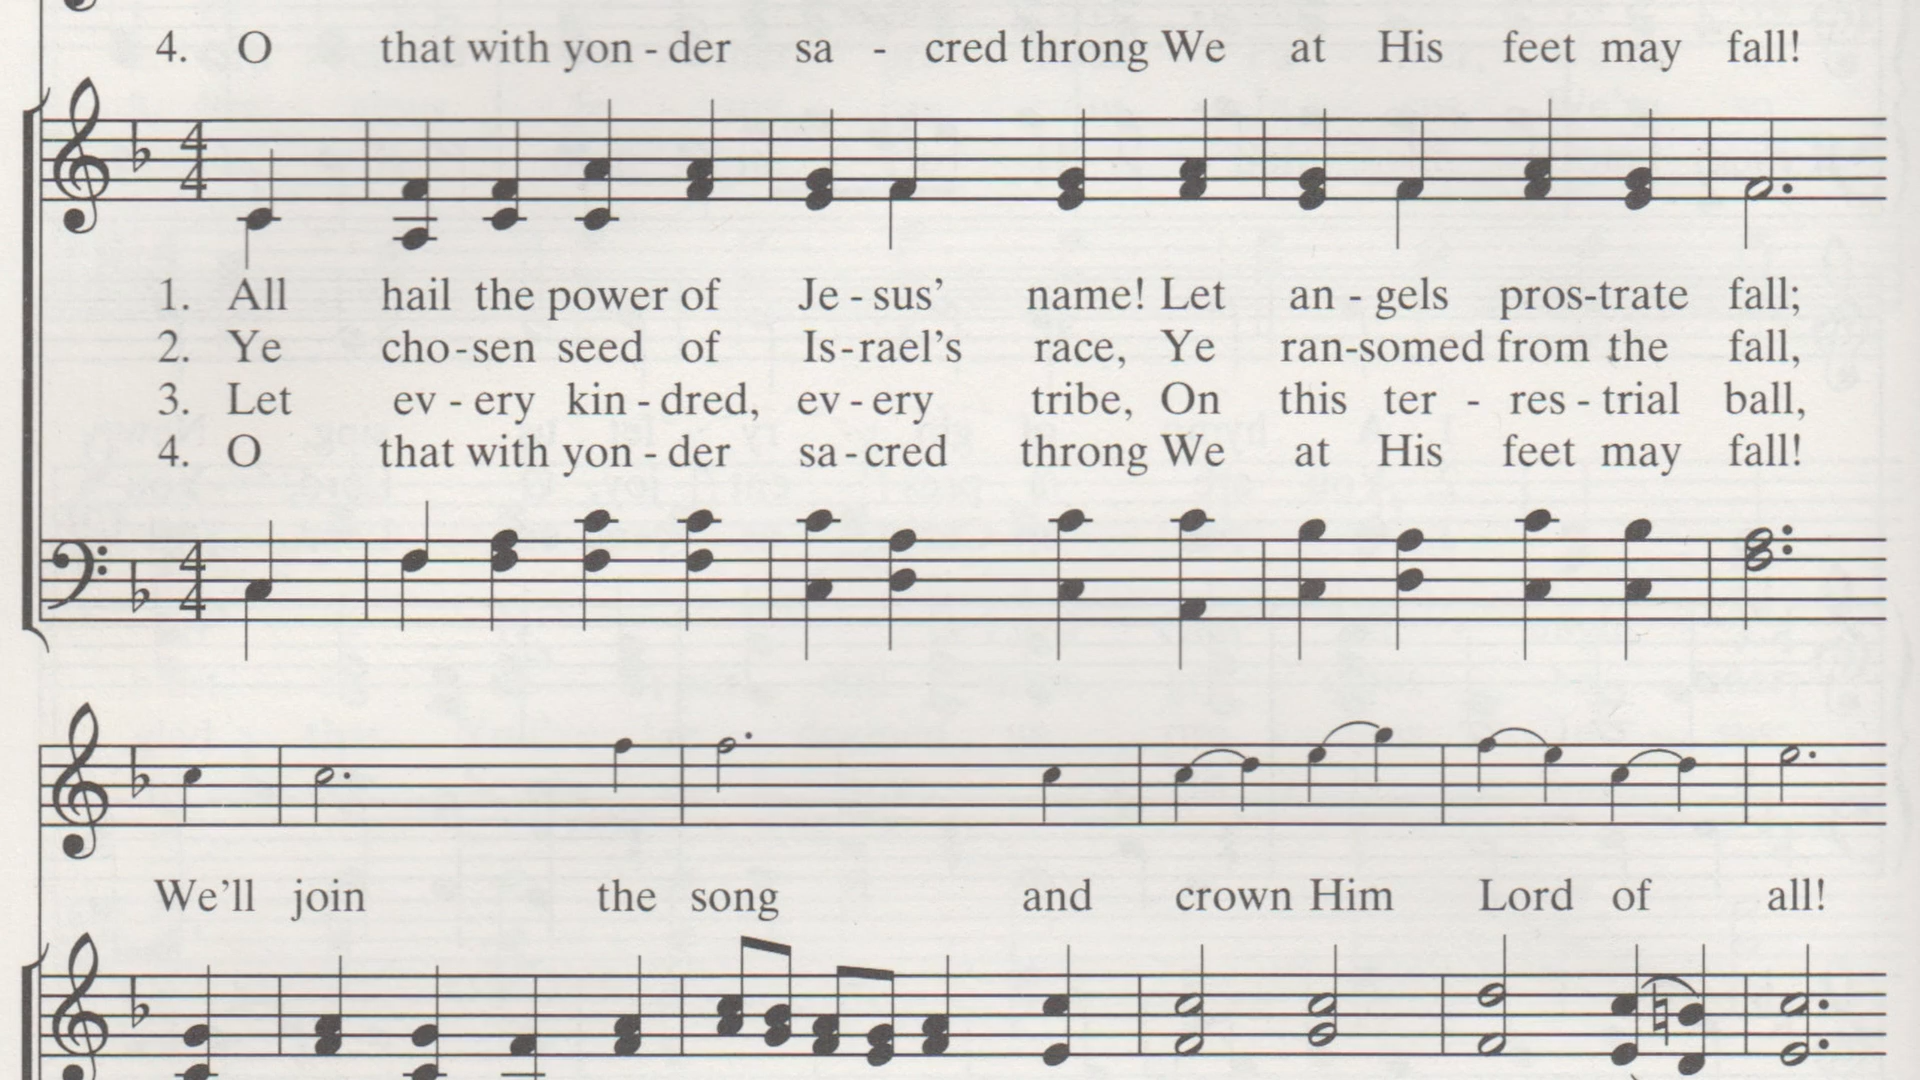 4. O that with yon - der sa - cred throng We at His feet may fall!
1. All hail the power of Je - sus' name! Let an - gels pros-trate fall;
2. Ye cho-sen seed of Is-rael's race, Ye ran-somed from the fall,
3. Let ev - ery kin - dred, ev - ery tribe, On this ter - res - trial ball,
4. O that with yon - der sa-cred throng We at His feet may fall!
We'll join the song and crown Him Lord of all!